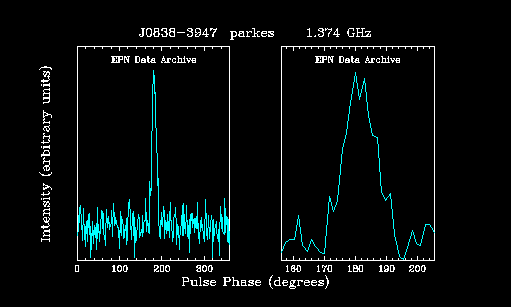 J0838-3947 parkes 1.374 GHz
EPN Data Archive EPN Data Archive
Intensity (arbitrary units)
0 100 200 300 160 170 180 190 200
Pulse Phase (degrees)